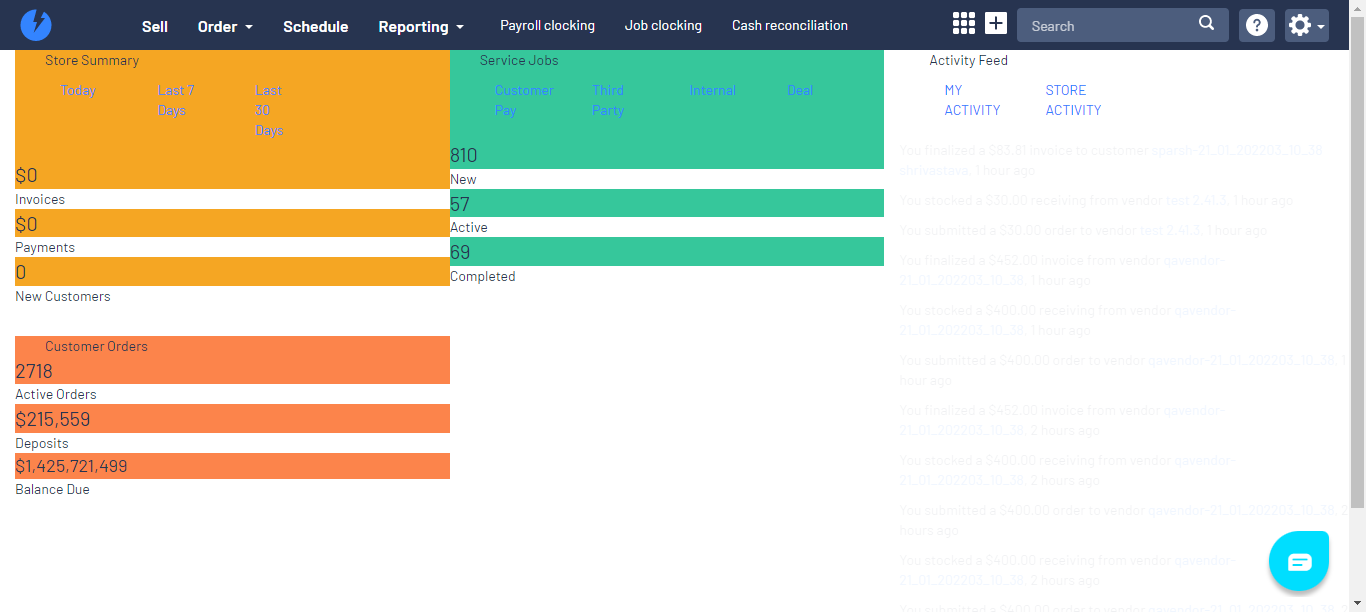 Sell Order Schedule Reporting Payroll clocking Job clocking Cash reconciliation Search
Store Summary
Today Last 7 Days Last 30 Days
$0
Invoices
$0
Payments
0
New Customers
Customer Orders
2718
Active Orders
$215,559
Deposits
$1,425,721,499
Balance Due
Service Jobs
Customer Pay Third Party Internal Deal
810
New
57
Active
69
Completed
Activity Feed
MY ACTIVITY STORE ACTIVITY
You finalized a $83.81 invoice to customer sparsh-21_01_202203_10_38
shrivastava, 1 hour ago
You stocked a $30.00 receiving from vendor test 2.41.3, 1 hour ago
You submitted a $30.00 order to vendor test 2.41.3, 1 hour ago
You finalized a $452.00 invoice from vendor qavendor-
21_01_202203_10_38, 1 hour ago
You stocked a $400.00 receiving from vendor qavendor-
21_01_202203_10_38, 1 hour ago
You submitted a $400.00 order to vendor qavendor-21_01_202203_10_38, 1
hour ago
You finalized a $452.00 invoice from vendor qavendor-
21_01_202203_10_38, 2 hours ago
You stocked a $400.00 receiving from vendor qavendor-
21_01_202203_10_38, 2 hours ago
You submitted a $400.00 order to vendor qavendor-21_01_202203_10_38, 2
hours ago
You stocked a $400.00 receiving from vendor qavendor-
21_01_202203_10_38, 2 hours ago
You submitted a $400.00 order to vendor qavendor-21_01_202203_10_38, 2